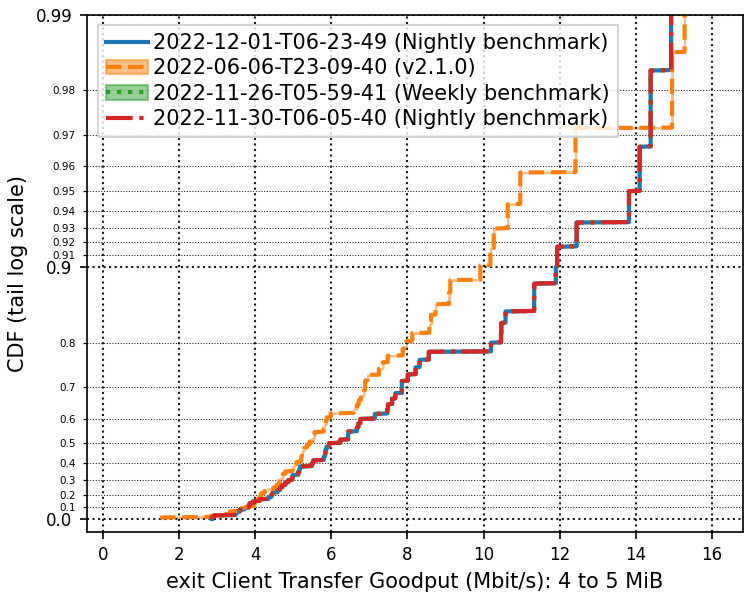 0.99
2022-12-01-T06-23-49 (Nightly benchmark)
2022-06-06-T23-09-40 (v2.1.0)
2022-11-26-T05-59-41 (Weekly benchmark)
2022-11-30-T06-05-40 (Nightly benchmark)
0.98
0.97
0.96
0.95
0.94
0.93
0.92
0.91
0.9
0.8
0.7
0.6
0.5
0.4
0.3
0.2
0.1
0.0
CDF (tail log scale)
0 2 4 6 8 10 12 14 16
exit Client Transfer Goodput (Mbit/s): 4 to 5 MiB